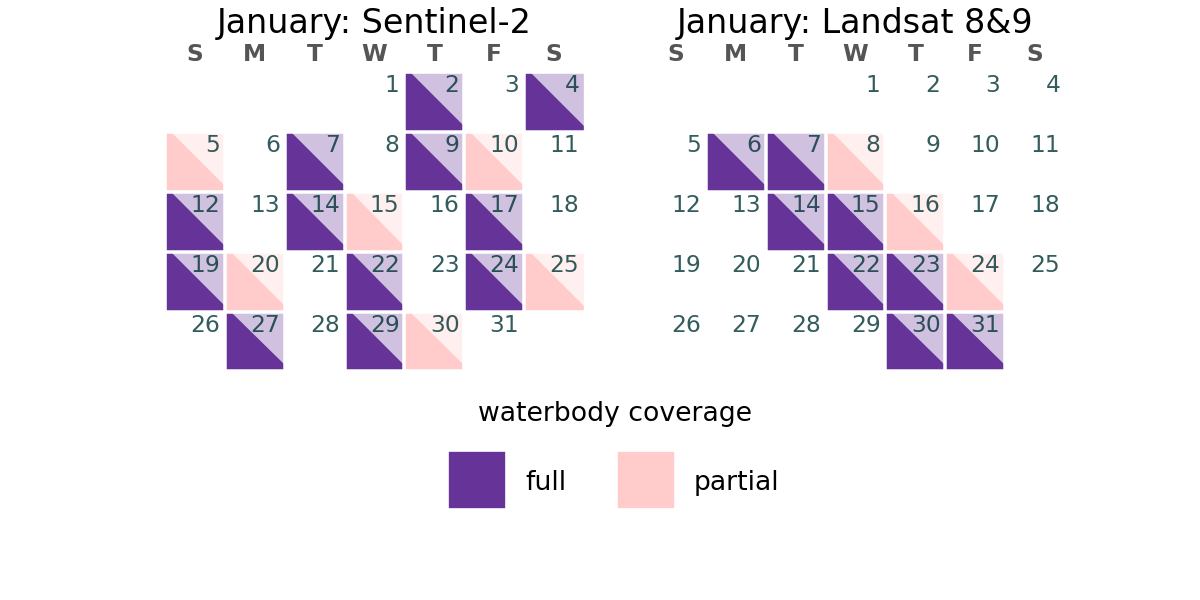 January: Sentinel-2
S M T W T F S
1 2 3 4
5 6 7 8 9 10 11
12 13 14 15 16 17 18
19 20 21 22 23 24 25
26 27 28 29 30 31
January: Landsat 8&9
S M T W T F S
1 2 3 4
5 6 7 8 9 10 11
12 13 14 15 16 17 18
19 20 21 22 23 24 25
26 27 28 29 30 31
waterbody coverage
full partial